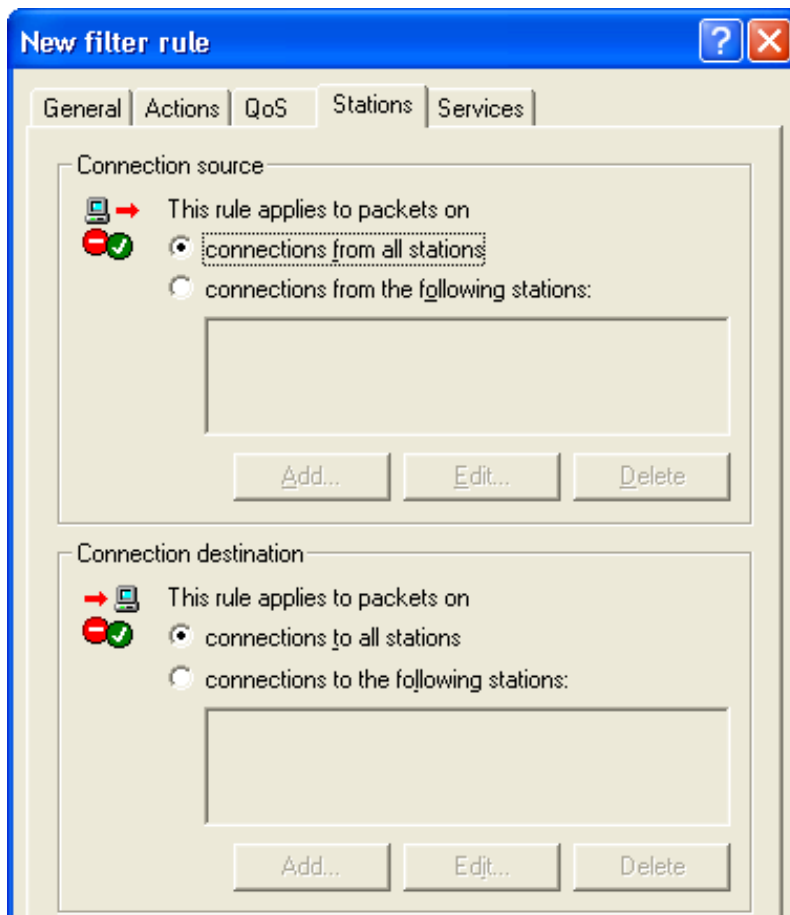 New filter rule
General Actions QoS Stations Services
Connection source
This rule applies to packets on
connections from all stations
connections from the following stations:
Add... Edit... Delete
Connection destination
This rule applies to packets on
connections to all stations
connections to the following stations:
Add... Edit... Delete